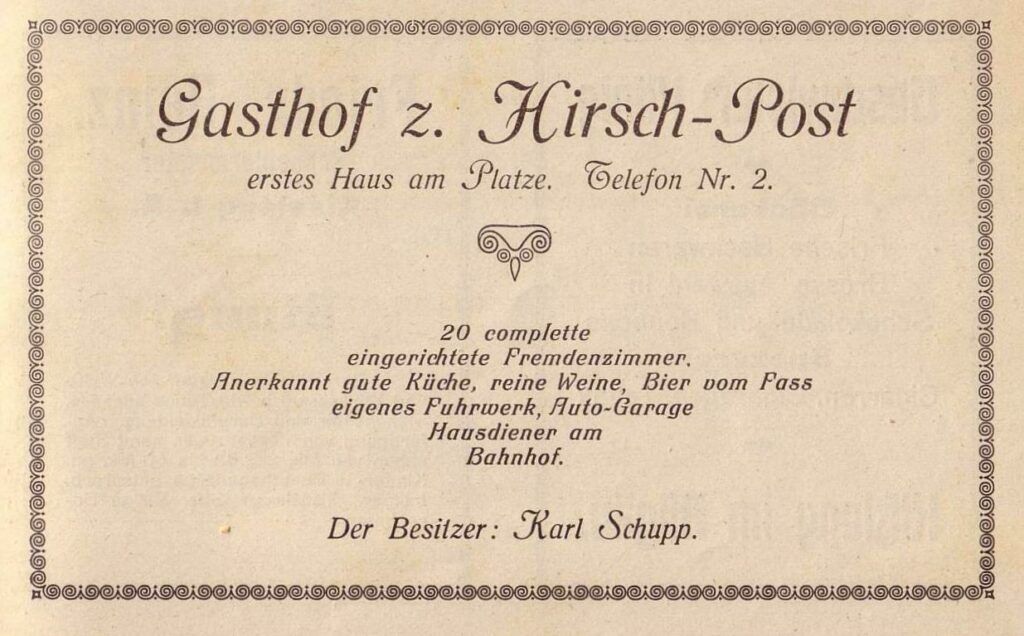 Gasthof z. Hirsch-Post
erstes Haus am Platze. Telefon Nr. 2.
20 complette
eingerichtete Fremdenzimmer.
Anerkannt gute Küche, reine Weine, Bier vom Fass
eigenes Fuhrwerk, Auto-Garage
Hausdiener am
Bahnhof.
Der Besitzer: Karl Schupp.